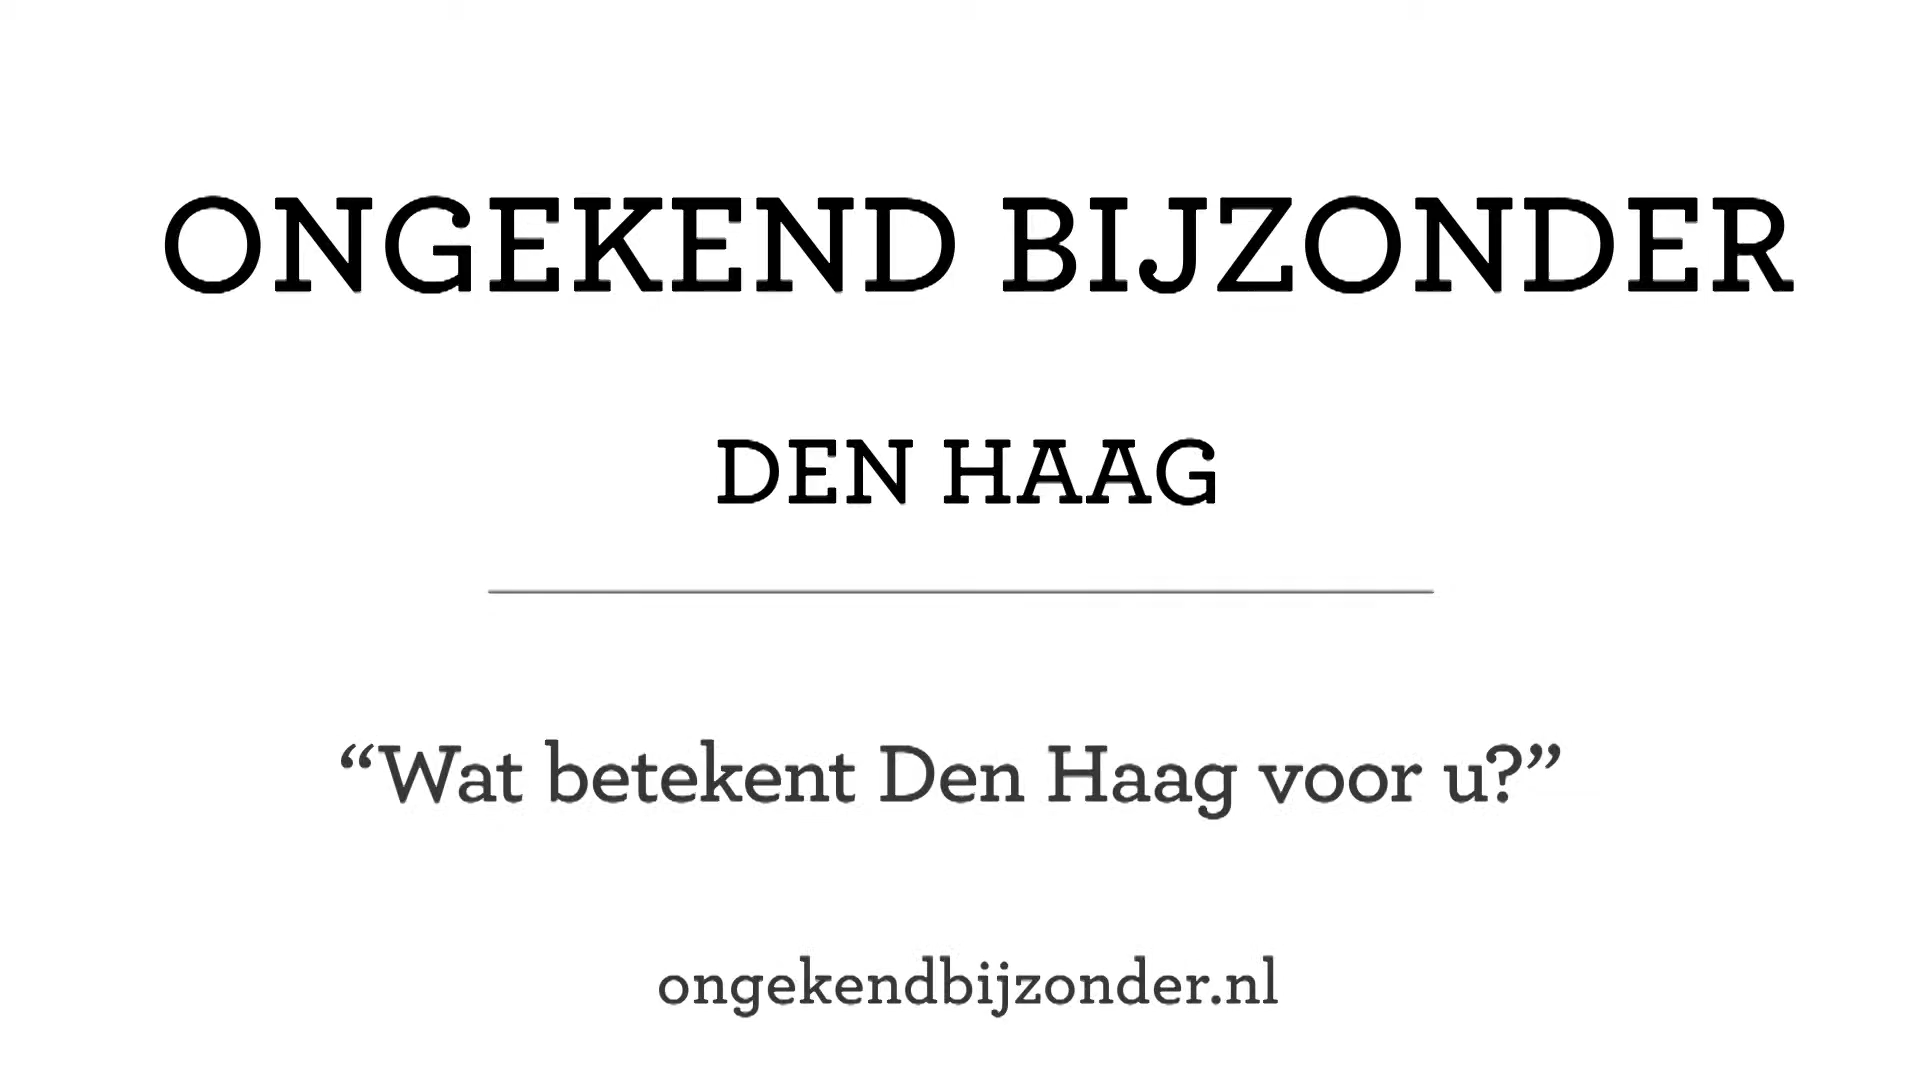 ONGEKEND BIJZONDER
DEN HAAG
“Wat betekent Den Haag voor u?”
ongekendbijzonder.nl